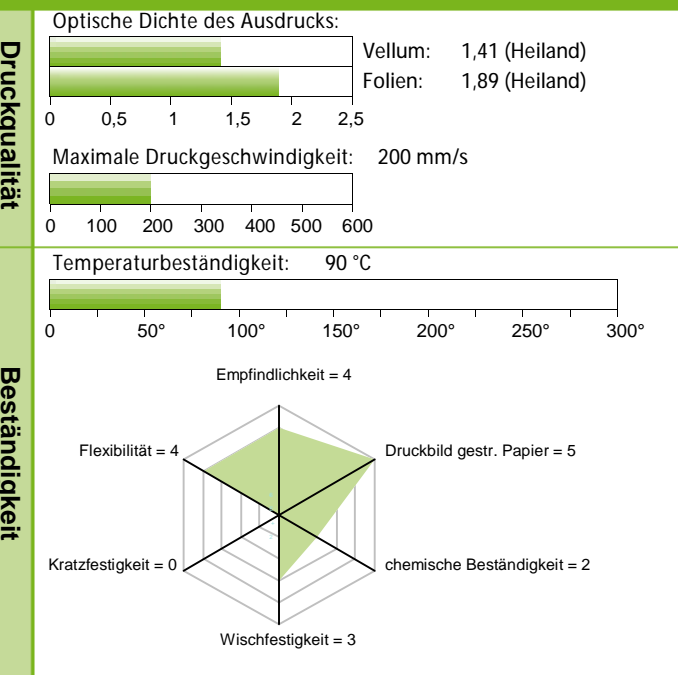 Druckqualität
Optische Dichte des Ausdrucks:
Vellum: 1,41 (Heiland)
Folien: 1,89 (Heiland)
0 0,5 1 1,5 2 2,5
Maximale Druckgeschwindigkeit: 200 mm/s
0 100 200 300 400 500 600
Beständigkeit
Temperaturbeständigkeit: 90 °C
0 50° 100° 150° 200° 250° 300°
Empfindlichkeit = 4
Flexibilität = 4
Druckbild gestr. Papier = 5
Kratzfestigkeit = 0
chemische Beständigkeit = 2
Wischfestigkeit = 3